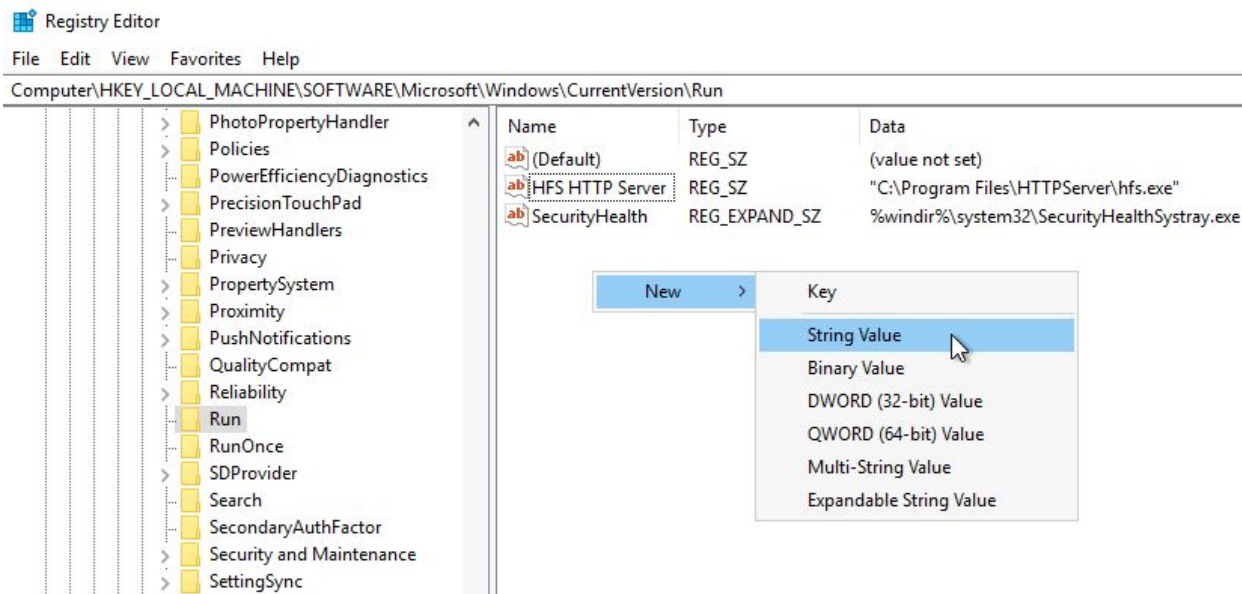 Registry Editor
File Edit View Favorites Help
Computer\HKEY_LOCAL_MACHINE\SOFTWARE\Microsoft\Windows\CurrentVersion\Run
PhotoPropertyHandler
Policies
PowerEfficiencyDiagnostics
PrecisionTouchPad
PreviewHandlers
Privacy
PropertySystem
Proximity
PushNotifications
QualityCompat
Reliability
Run
RunOnce
SDProvider
Search
SecondaryAuthFactor
Security and Maintenance
SettingSync
Name Type Data
ab (Default) REG_SZ (value not set)
ab HFS HTTP Server REG_SZ "C:\Program Files\HTTPServer\hfs.exe"
ab SecurityHealth REG_EXPAND_SZ %windir%\system32\SecurityHealthSystray.exe
New >
Key
String Value
Binary Value
DWORD (32-bit) Value
QWORD (64-bit) Value
Multi-String Value
Expandable String Value